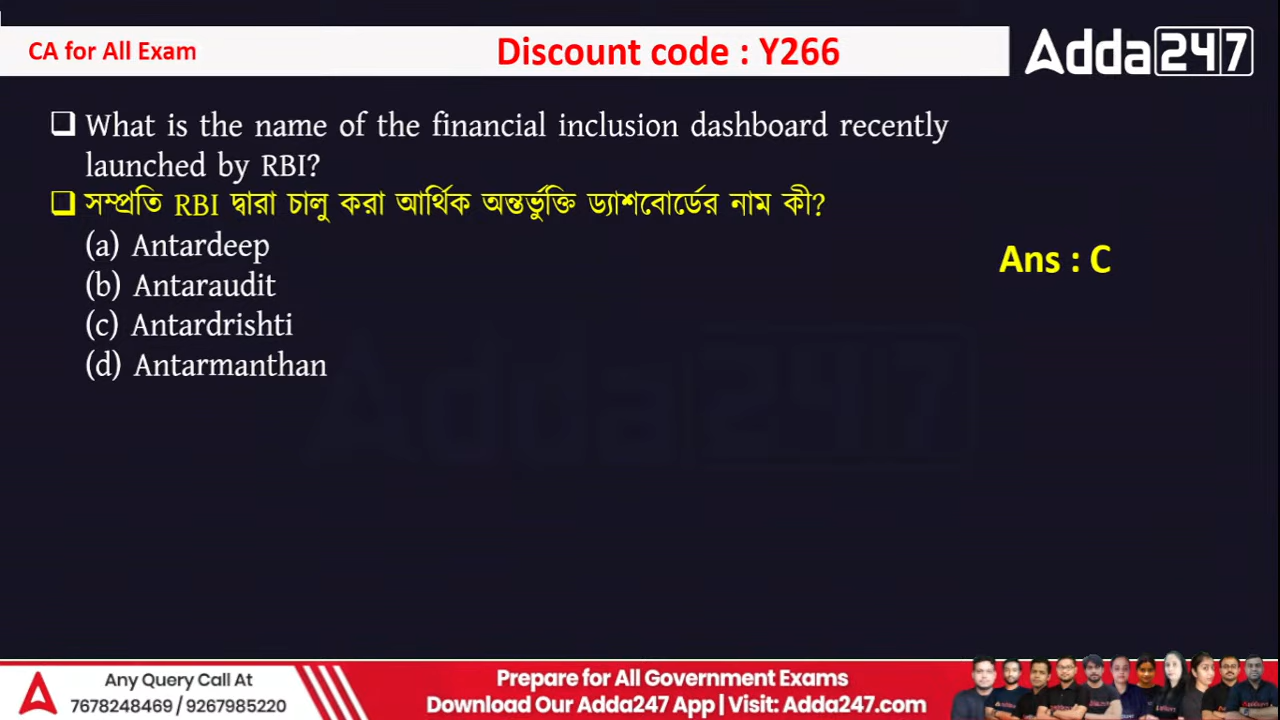 CA for All Exam
Discount code : Y266
Adda247
What is the name of the financial inclusion dashboard recently
launched by RBI?
সম্প্রতি RBI দ্বারা চালু করা আর্থিক অন্তর্ভুক্তি ড্যাশবোর্ডের নাম কী?
(a) Antardeep
(b) Antaraudit
(c) Antardrishti
(d) Antarmanthan
Ans : C
Adda247
Any Query Call At
7678248469 / 9267985220
Prepare for All Government Exams
Download Our Adda247 App | Visit: Adda247.com